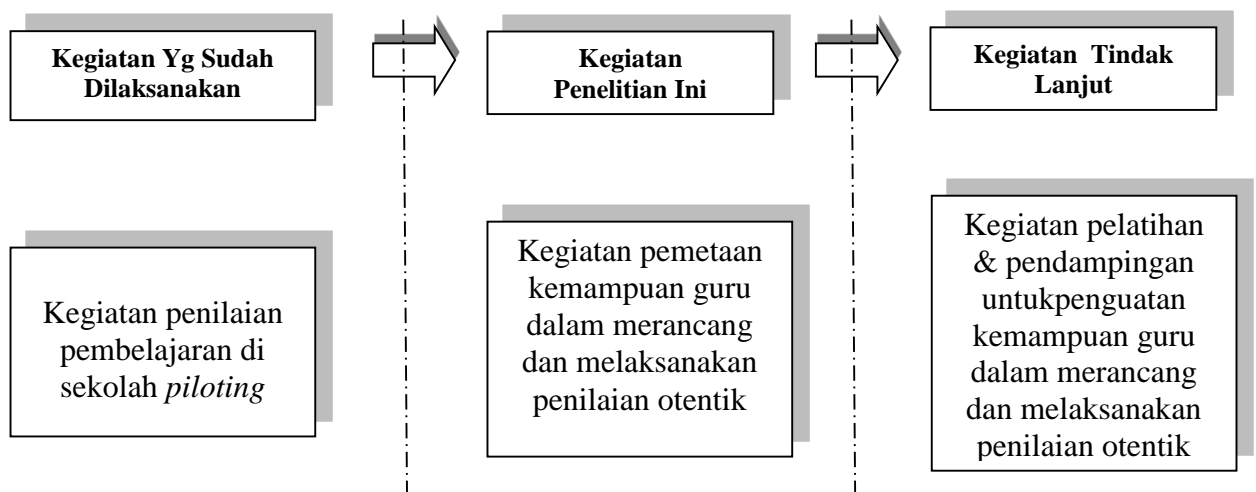 Kegiatan Yg Sudah
Dilaksanakan
Kegiatan
Penelitian Ini
Kegiatan Tindak
Lanjut
Kegiatan penilaian
pembelajaran di
sekolah piloting
Kegiatan pemetaan
kemampuan guru
dalam merancang
dan melaksanakan
penilaian otentik
Kegiatan pelatihan
& pendampingan
untukpenguatan
kemampuan guru
dalam merancang
dan melaksanakan
penilaian otentik